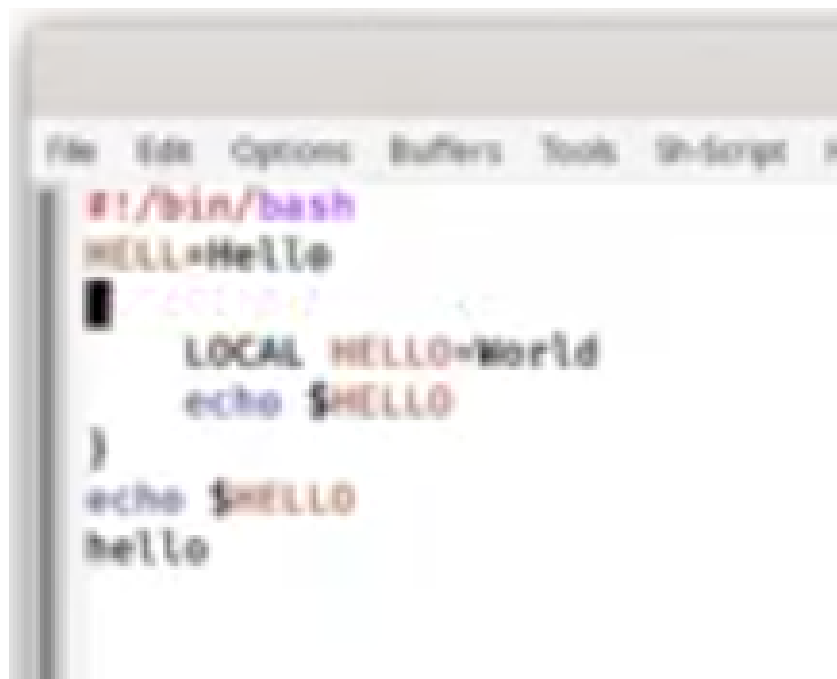 File Edit Options Buffers Tools Sh-Script
#!/bin/bash
HELL=Hello
LOCAL HELLO=World
echo $HELLO
}
echo $HELLO
hello